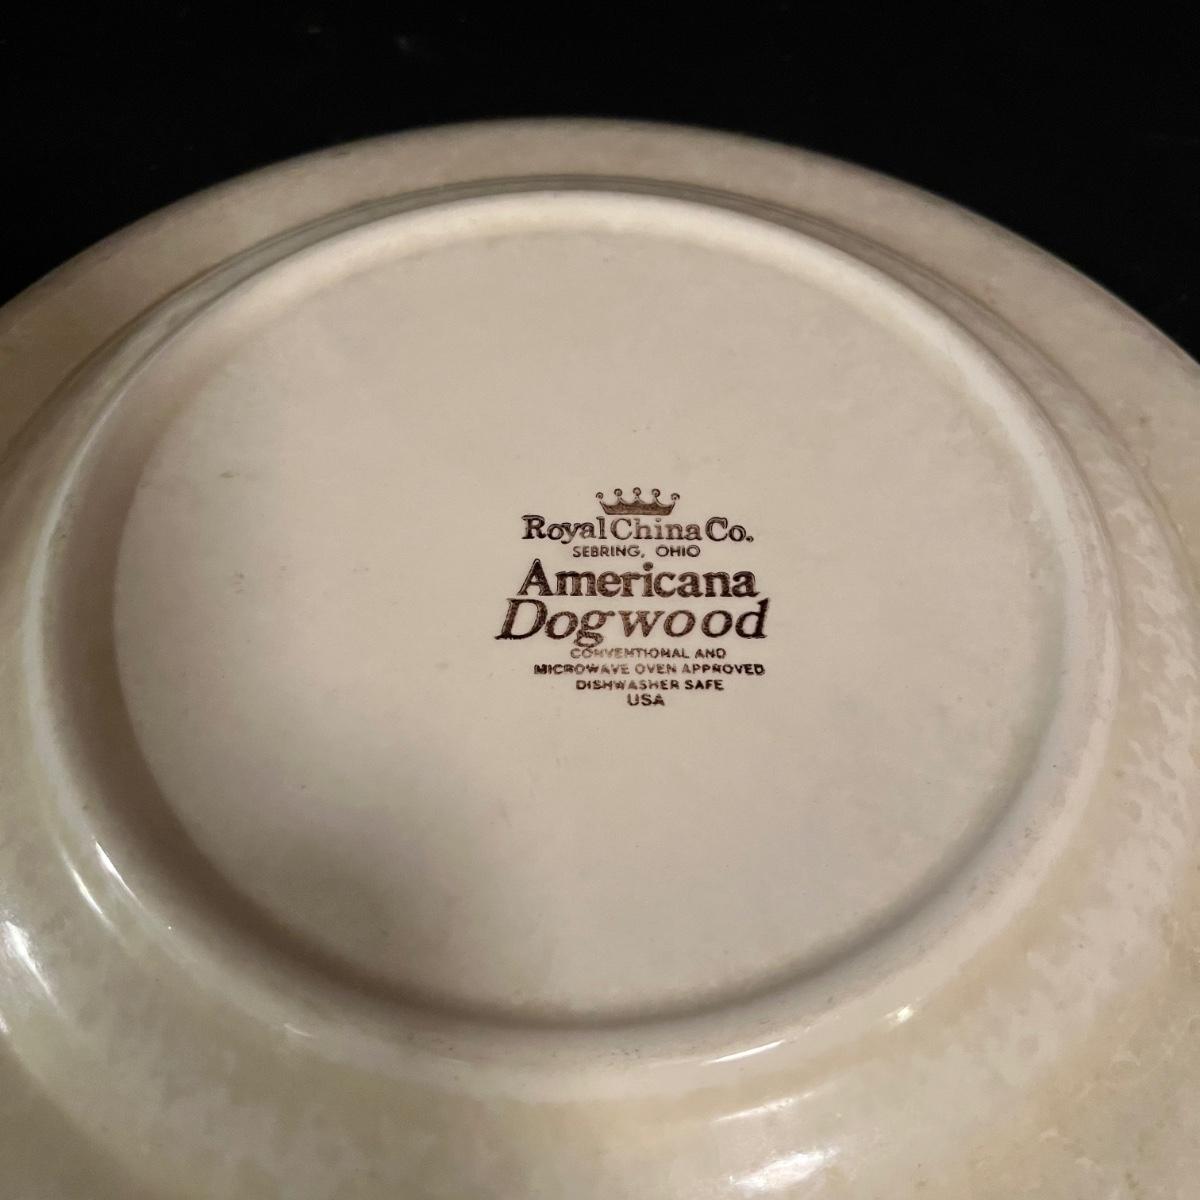 Royal China Co.
SEBRING, OHIO
Americana
Dogwood
CONVENTIONAL AND
MICROWAVE OVEN APPROVED
DISHWASHER SAFE
USA